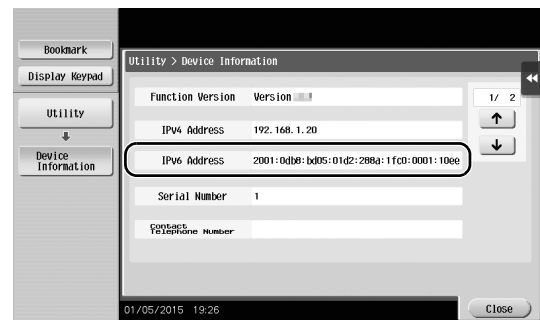 Bookmark
Display Keypad
Utility
Device
Information
Utility > Device Information
1/ 2
Function Version Version
IPv4 Address 192.168.1.20
IPv6 Address 2001:0db8:bd05:01d2:288a:1fc0:0001:10ee
Serial Number 1
Contact
Telephone Number
01/05/2015 19:26
Close